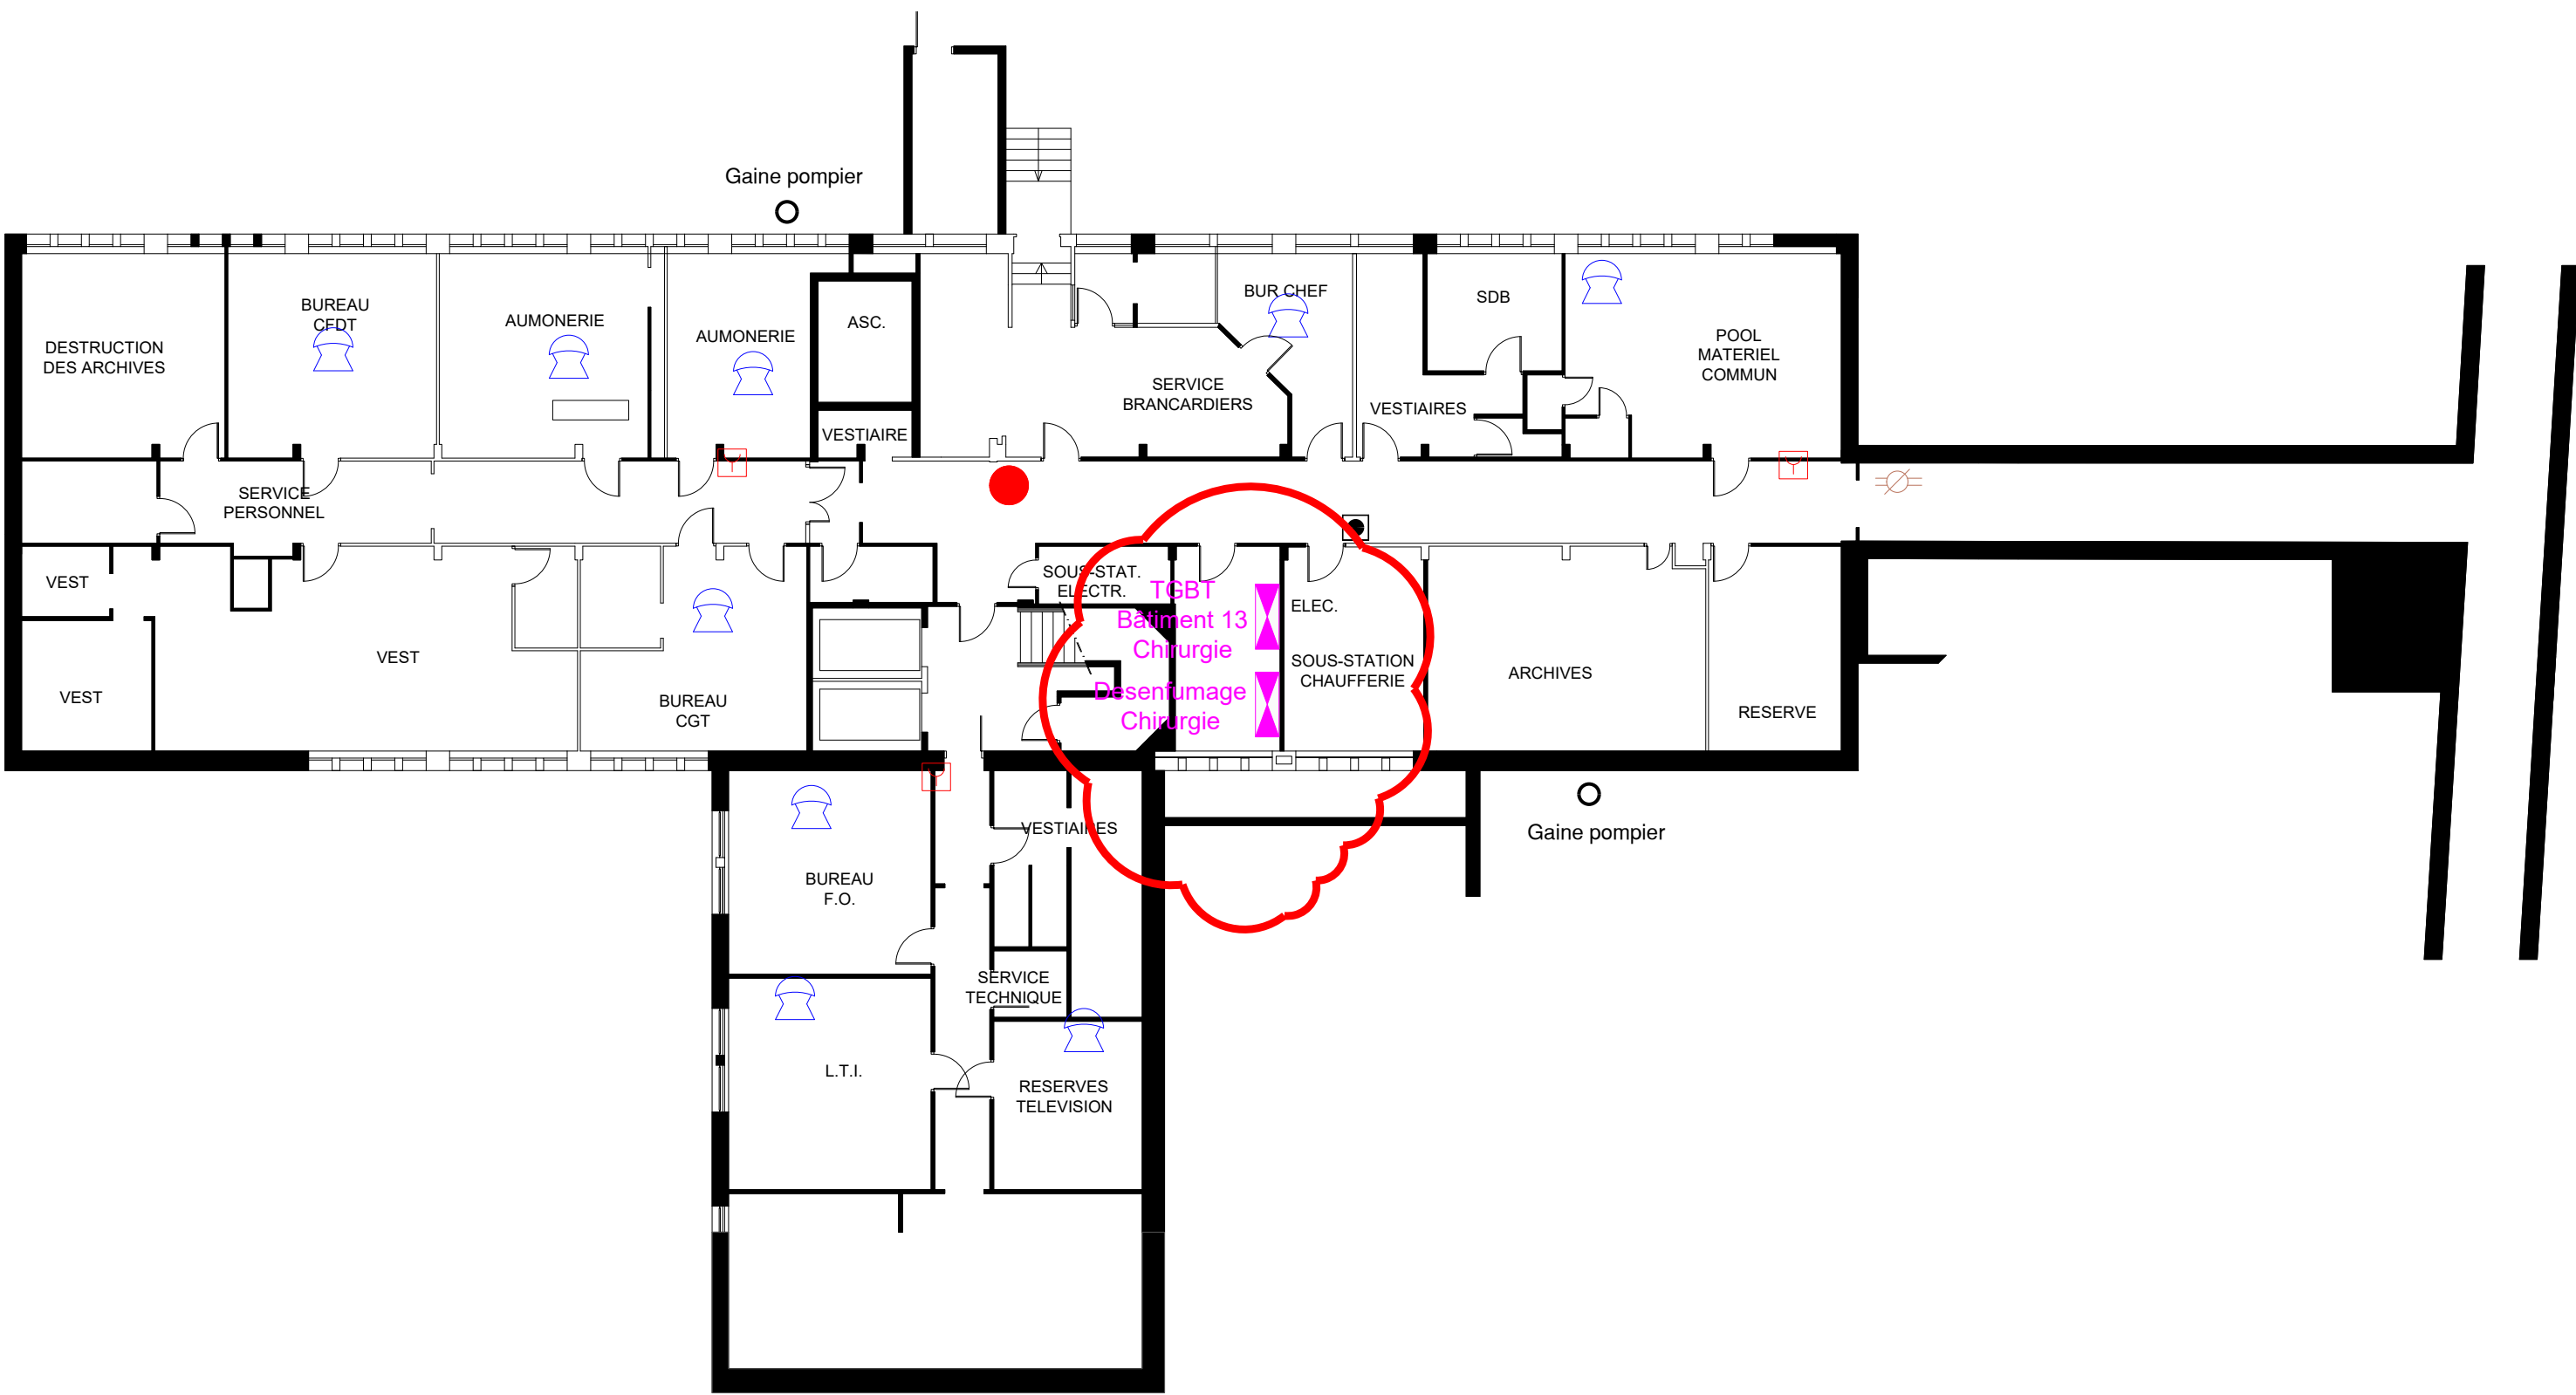 Gaine pompier
BUREAU
CFDT
AUMONERIE
AUMONERIE
ASC.
BUR CHEF
SDB
DESTRUCTION
DES ARCHIVES
POOL
MATERIEL
COMMUN
SERVICE
BRANCARDIERS
VESTIAIRES
VESTIAIRE
SERVICE
PERSONNEL
VEST
SOUS-STAT.
ELECTR.
TGBT
Bâtiment 13
Chirurgie
ELEC.
VEST
VEST
BUREAU
CGT
Desenfumage
Chirurgie
SOUS-STATION
CHAUFFERIE
ARCHIVES
RESERVE
Gaine pompier
VESTIAIRES
BUREAU
F.O.
SERVICE
TECHNIQUE
L.T.I.
RESERVES
TELEVISION